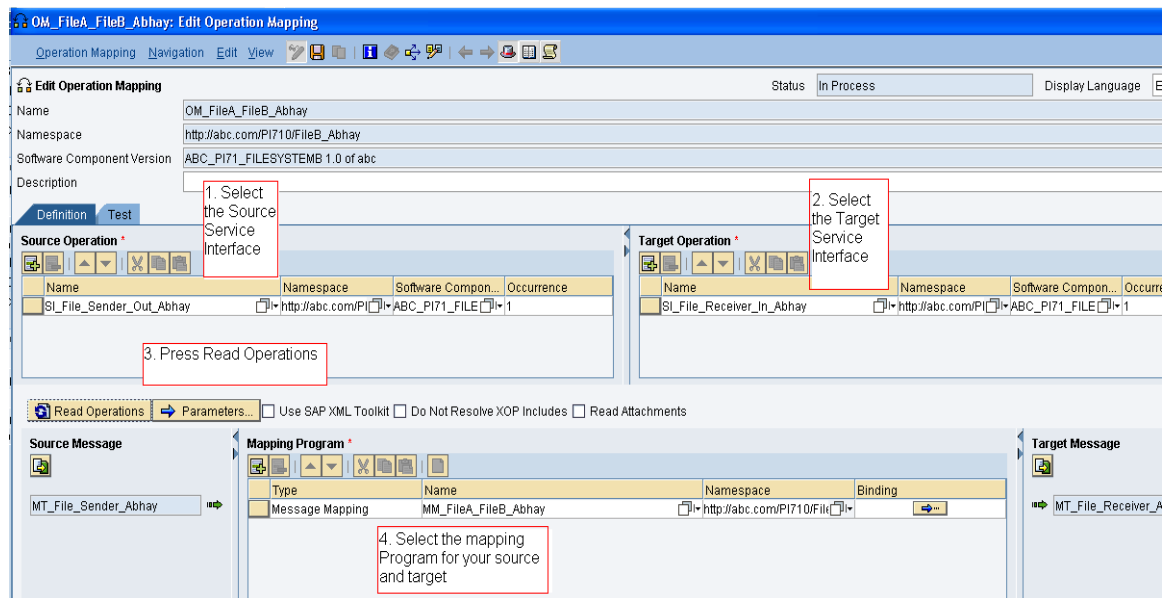 OM_FileA_FileB_Abhay: Edit Operation Mapping
Operation Mapping Navigation Edit View
Edit Operation Mapping
Status In Process Display Language
Name OM_FileA_FileB_Abhay
Namespace http://abc.com/PI710/FileB_Abhay
Software Component Version ABC_PI71_FILESYSTEMB 1.0 of abc
Description
1. Select
the Source
Service
Interface
2. Select
the Target
Service
Interface
Definition Test
Source Operation *
Name Namespace Software Compon... Occurrence
SI_File_Sender_Out_Abhay http://abc.com/PI ABC_PI71_FILE 1
Target Operation *
Name Namespace Software Compon... Occurre
SI_File_Receiver_In_Abhay http://abc.com/PI ABC_PI71_FILE 1
3. Press Read Operations
Read Operations Parameters... Use SAP XML Toolkit Do Not Resolve XOP Includes Read Attachments
Source Message
MT_File_Sender_Abhay
Mapping Program *
Type Name Namespace Binding
Message Mapping MM_FileA_FileB_Abhay http://abc.com/PI710/File
4. Select the mapping
Program for your source
and target
Target Message
MT_File_Receiver_A